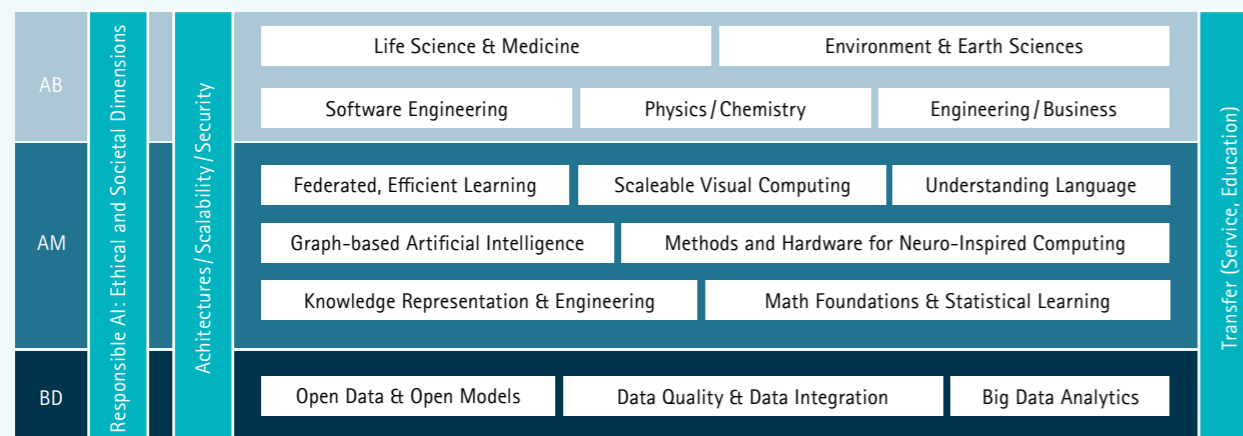 AB
Responsible AI: Ethical and Societal Dimensions
Achitectures/Scalability/Security
Life Science & Medicine
Environment & Earth Sciences
Software Engineering
Physics/Chemistry
Engineering/Business
AM
Federated, Efficient Learning
Scaleable Visual Computing
Understanding Language
Graph-based Artificial Intelligence
Methods and Hardware for Neuro-Inspired Computing
Knowledge Representation & Engineering
Math Foundations & Statistical Learning
BD
Open Data & Open Models
Data Quality & Data Integration
Big Data Analytics
Transfer (Service, Education)